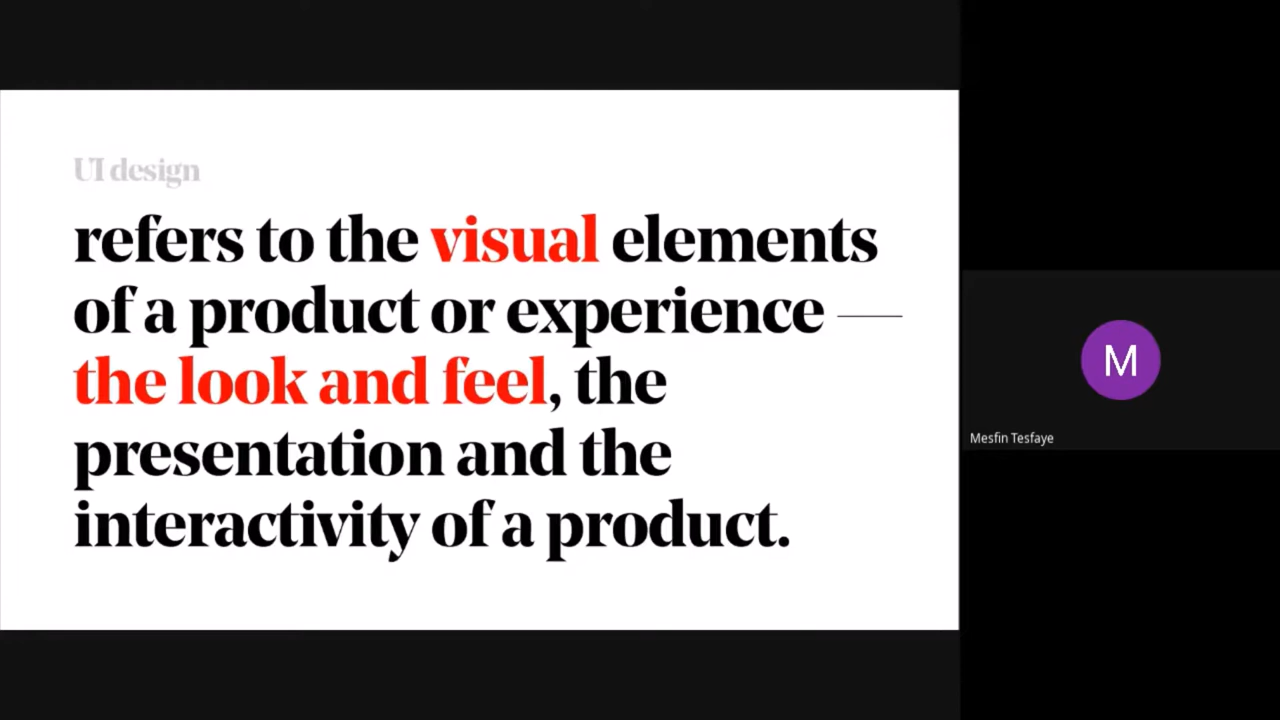 UI design
refers to the visual elements
of a product or experience —
the look and feel, the
presentation and the
interactivity of a product.
M
Mesfin Tesfaye